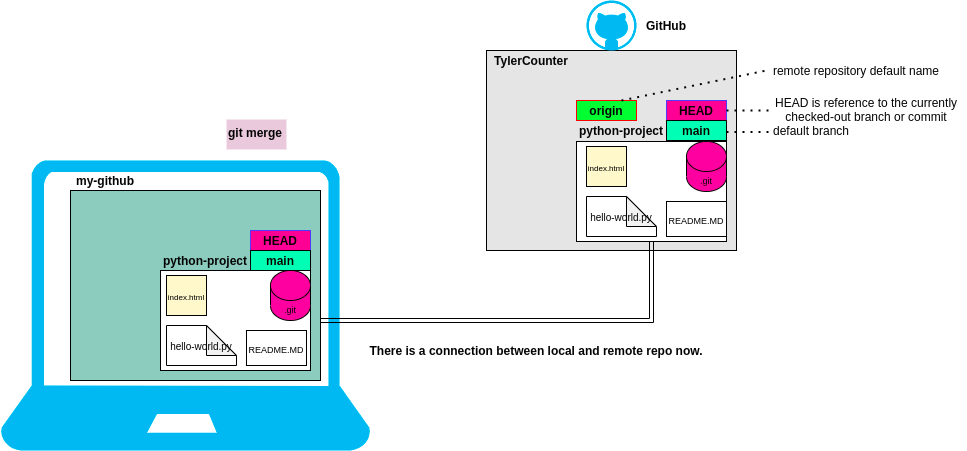 GitHub
TylerCounter
remote repository default name
origin
HEAD
HEAD is reference to the currently
checked-out branch or commit
python-project
main
default branch
index.html
.git
hello-world.py
README.MD
git merge
my-github
HEAD
python-project
main
index.html
.git
hello-world.py
README.MD
There is a connection between local and remote repo now.